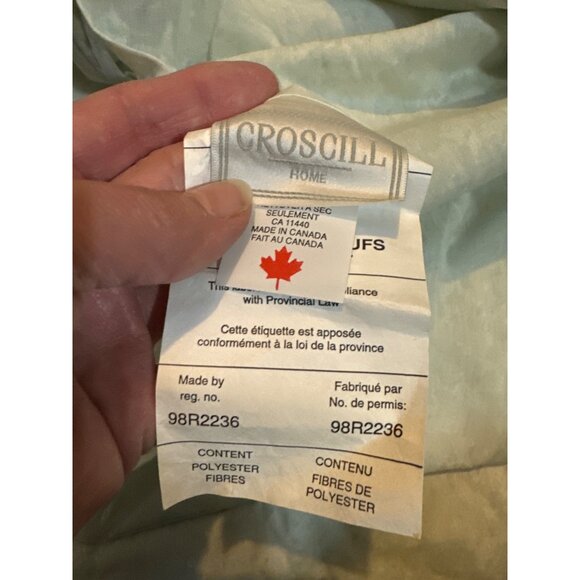 CROSCILL
HOME
A SEC
SEULEMENT
CA 11440
MADE IN CANADA
FAIT AU CANADA
This
with Provincial Law
Cette étiquette est apposée
conformément à la loi de la province
Made by
reg. no.
98R2236
Fabriqué par
No. de permis:
98R2236
CONTENT
POLYESTER
FIBRES
CONTENU
FIBRES DE
POLYESTER